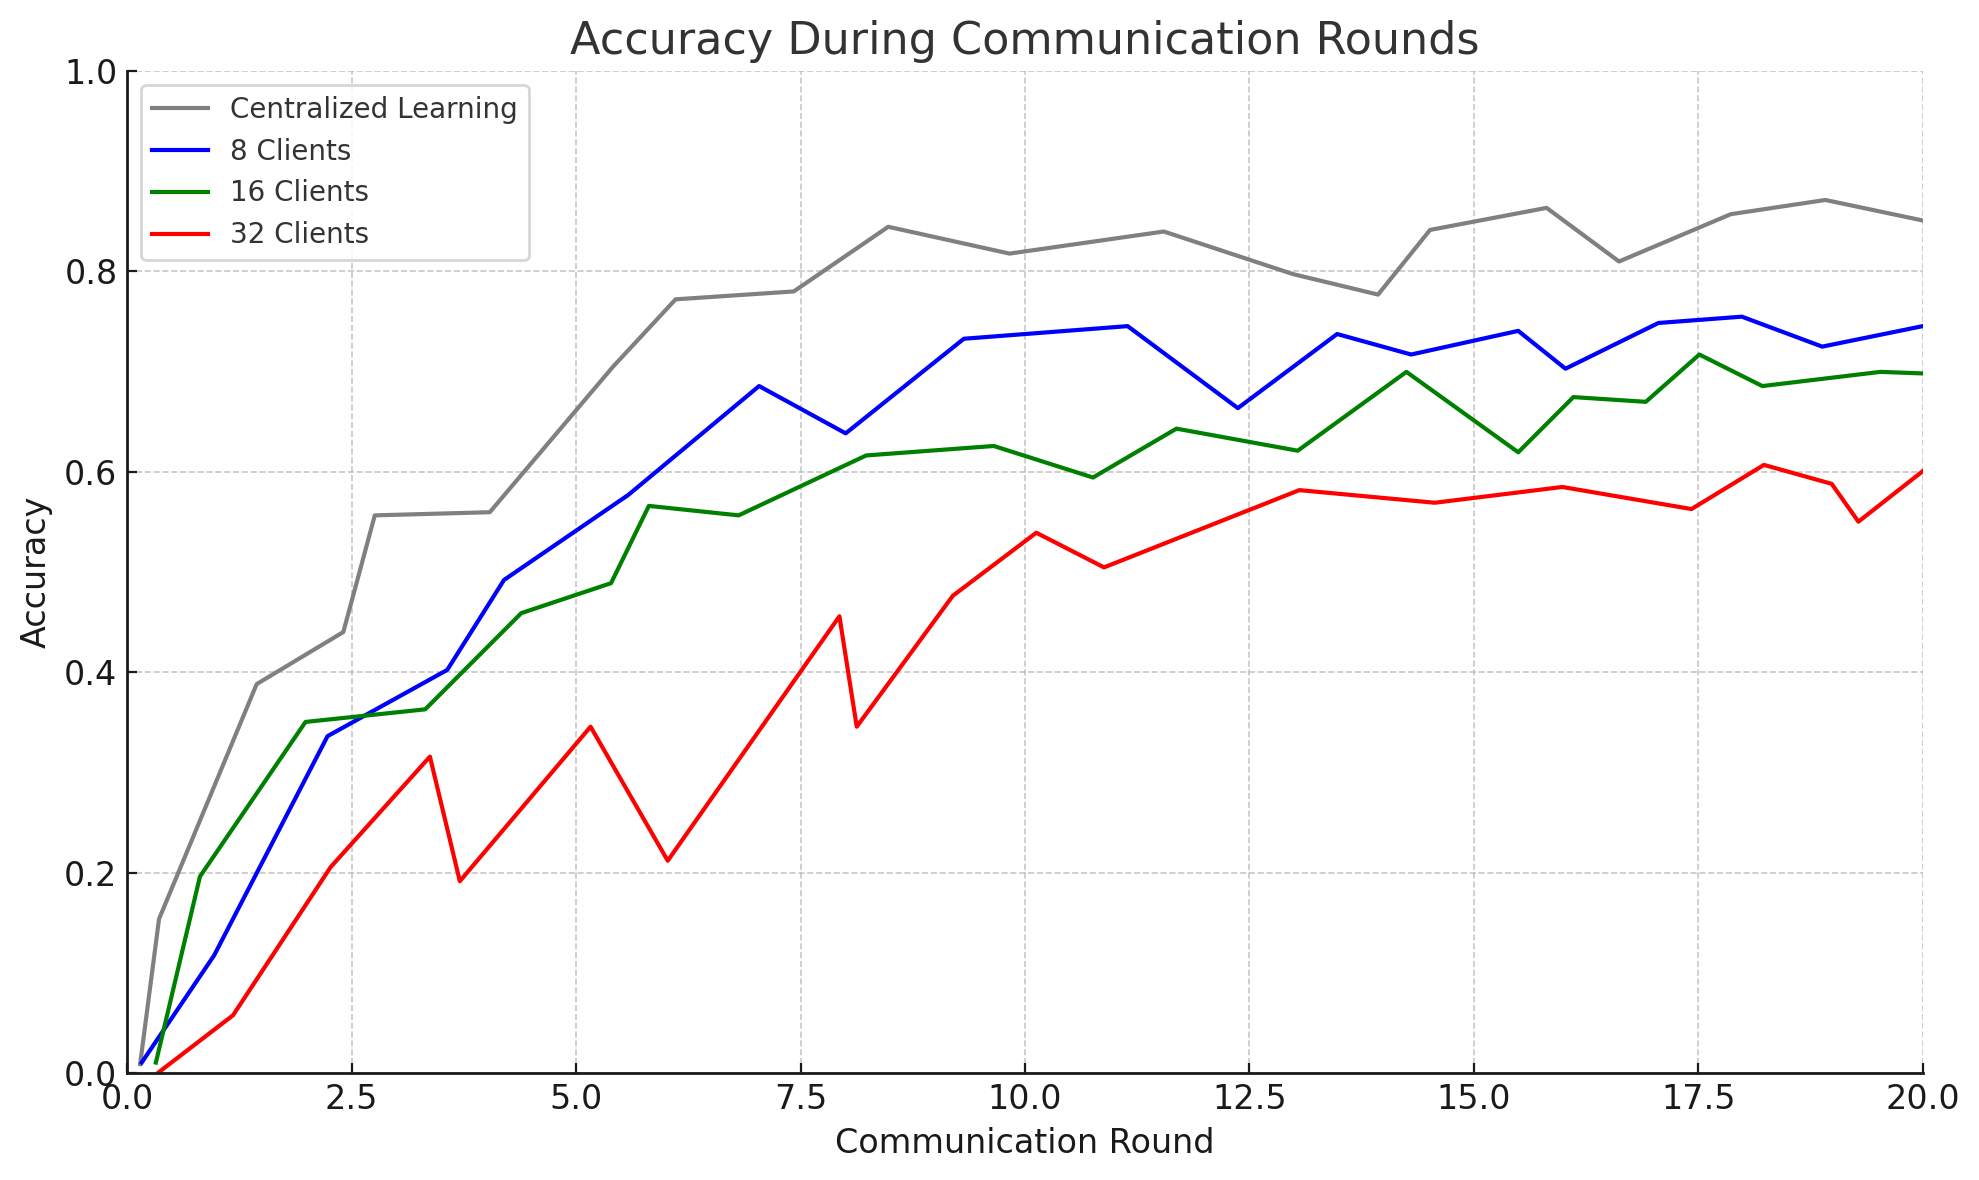 Accuracy During Communication Rounds
Centralized Learning
8 Clients
16 Clients
32 Clients
Accuracy
1.0
0.8
0.6
0.4
0.2
0.0
0.0 2.5 5.0 7.5 10.0 12.5 15.0 17.5 20.0
Communication Round